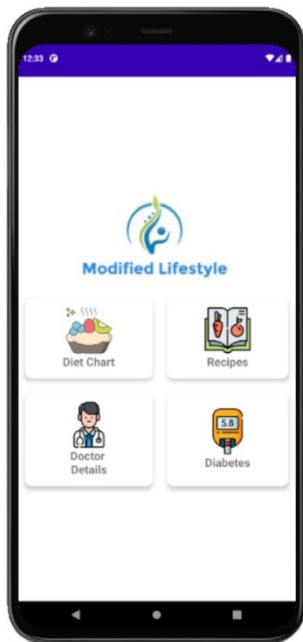 12:33
Modified Lifestyle
Diet Chart
Recipes
5.8
Doctor
Details
Diabetes